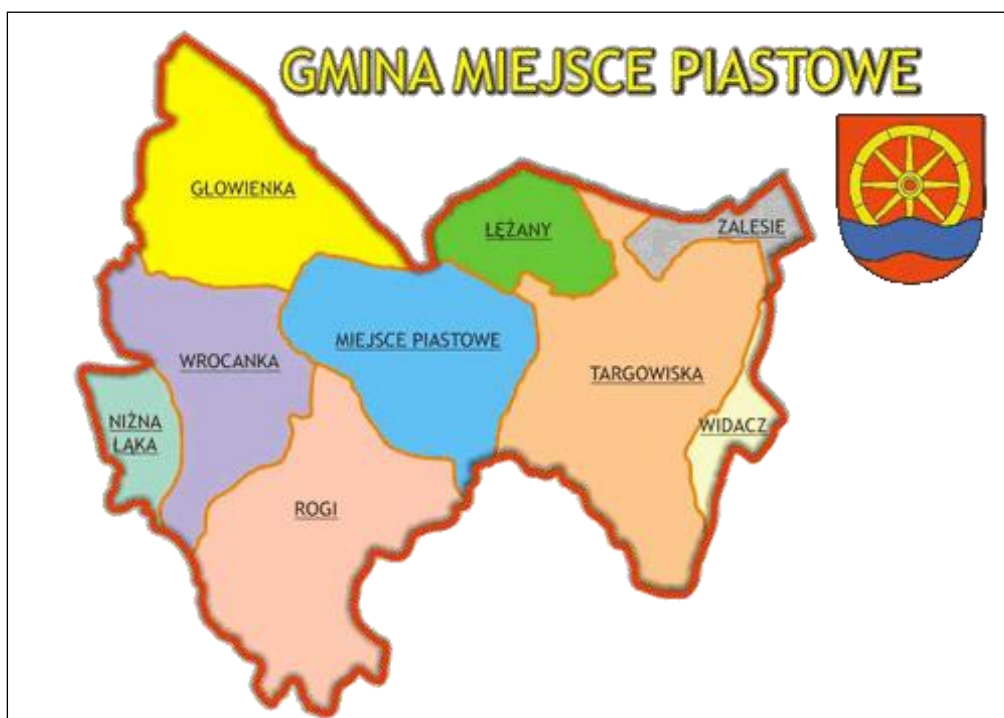 GMINA MIEJSCE PIASTOWE
GŁOWIENKA
ŁĘŻANY
ZALESIE
MIEJSCE PIASTOWE
WROCANKA
TARGOWISKA
NIŻNA
ŁĄKA
WIDACZ
ROGI